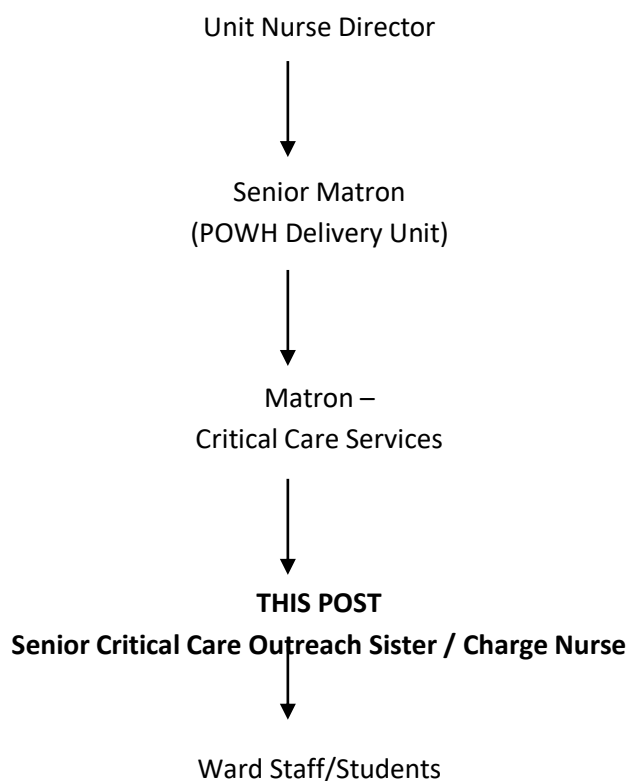 Unit Nurse Director
Senior Matron
(POWH Delivery Unit)
Matron –
Critical Care Services
THIS POST
Senior Critical Care Outreach Sister / Charge Nurse
Ward Staff/Students